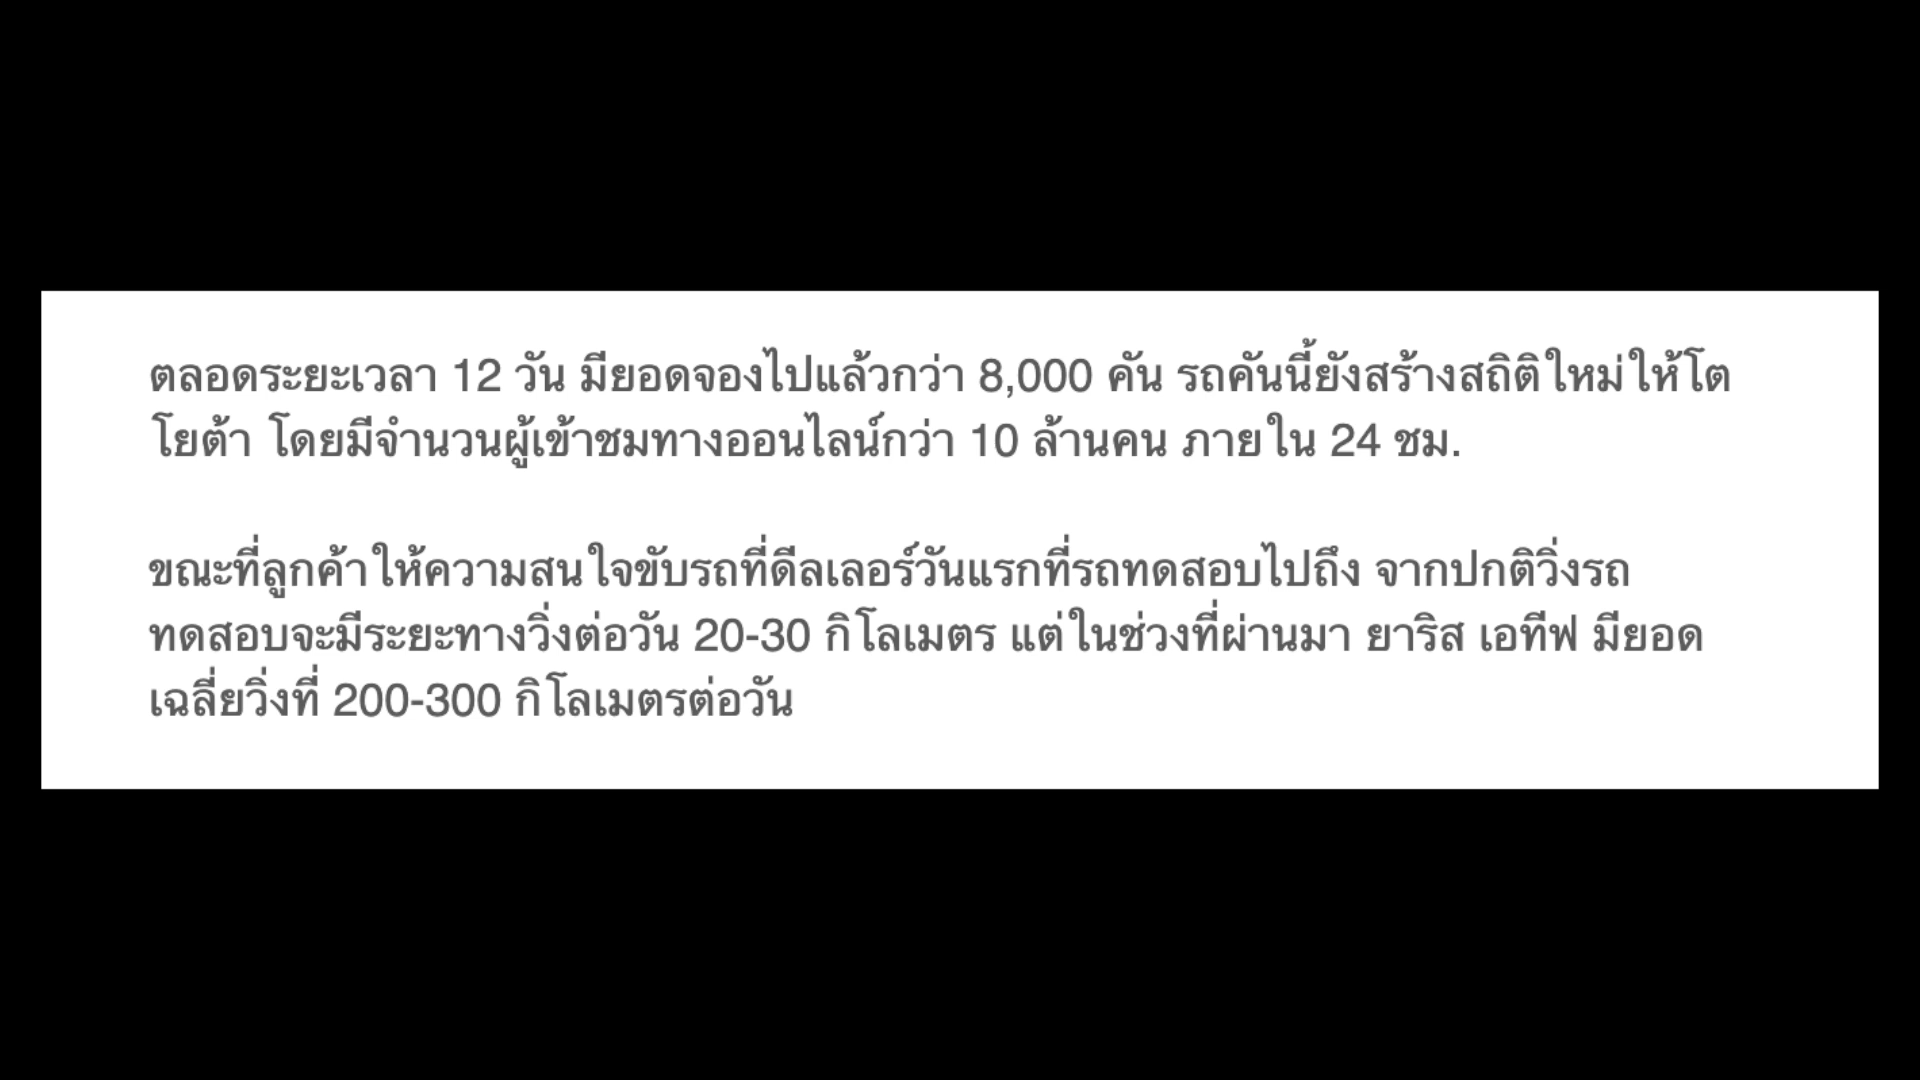 ตลอดระยะเวลา 12 วัน มียอดจองไปแล้วกว่า 8,000 คัน รถคันนี้ยังสร้างสถิติใหม่ให้โต
โยต้า โดยมีจำนวนผู้เข้าชมทางออนไลน์กว่า 10 ล้านคน ภายใน 24 ชม.
ขณะที่ลูกค้าให้ความสนใจขับรถที่ดีลเลอร์วันแรกที่รถทดสอบไปถึง จากปกติวิ่งรถ
ทดสอบจะมีระยะทางวิ่งต่อวัน 20-30 กิโลเมตร แต่ในช่วงที่ผ่านมา ยาริส เอทีฟ มียอด
เฉลี่ยวิ่งที่ 200-300 กิโลเมตรต่อวัน